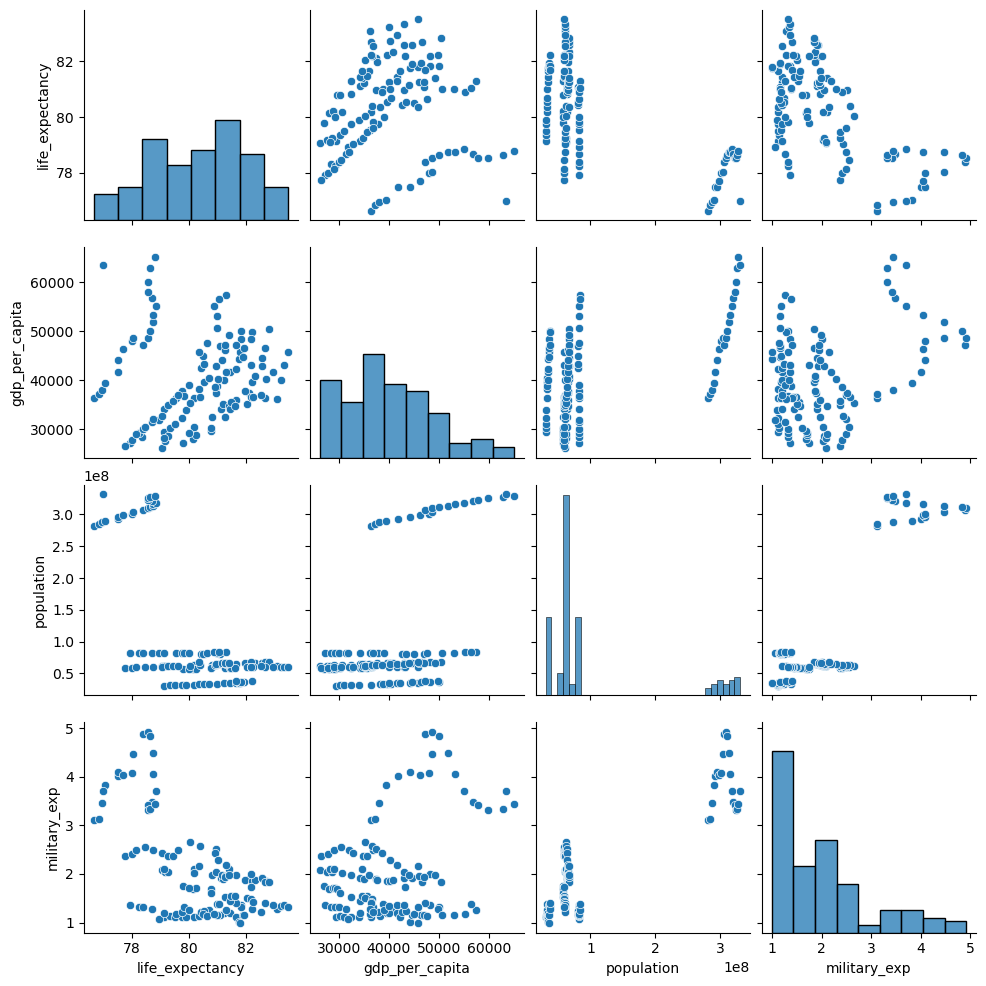 life_expectancy
82
80
78
gdp_per_capita
60000
50000
40000
30000
1e8
population
3.0
2.5
2.0
1.5
1.0
0.5
military_exp
5
4
3
2
1
78 80 82 30000 40000 50000 60000 1 2 3 1 2 3 4 5
1e8
life_expectancy gdp_per_capita population military_exp